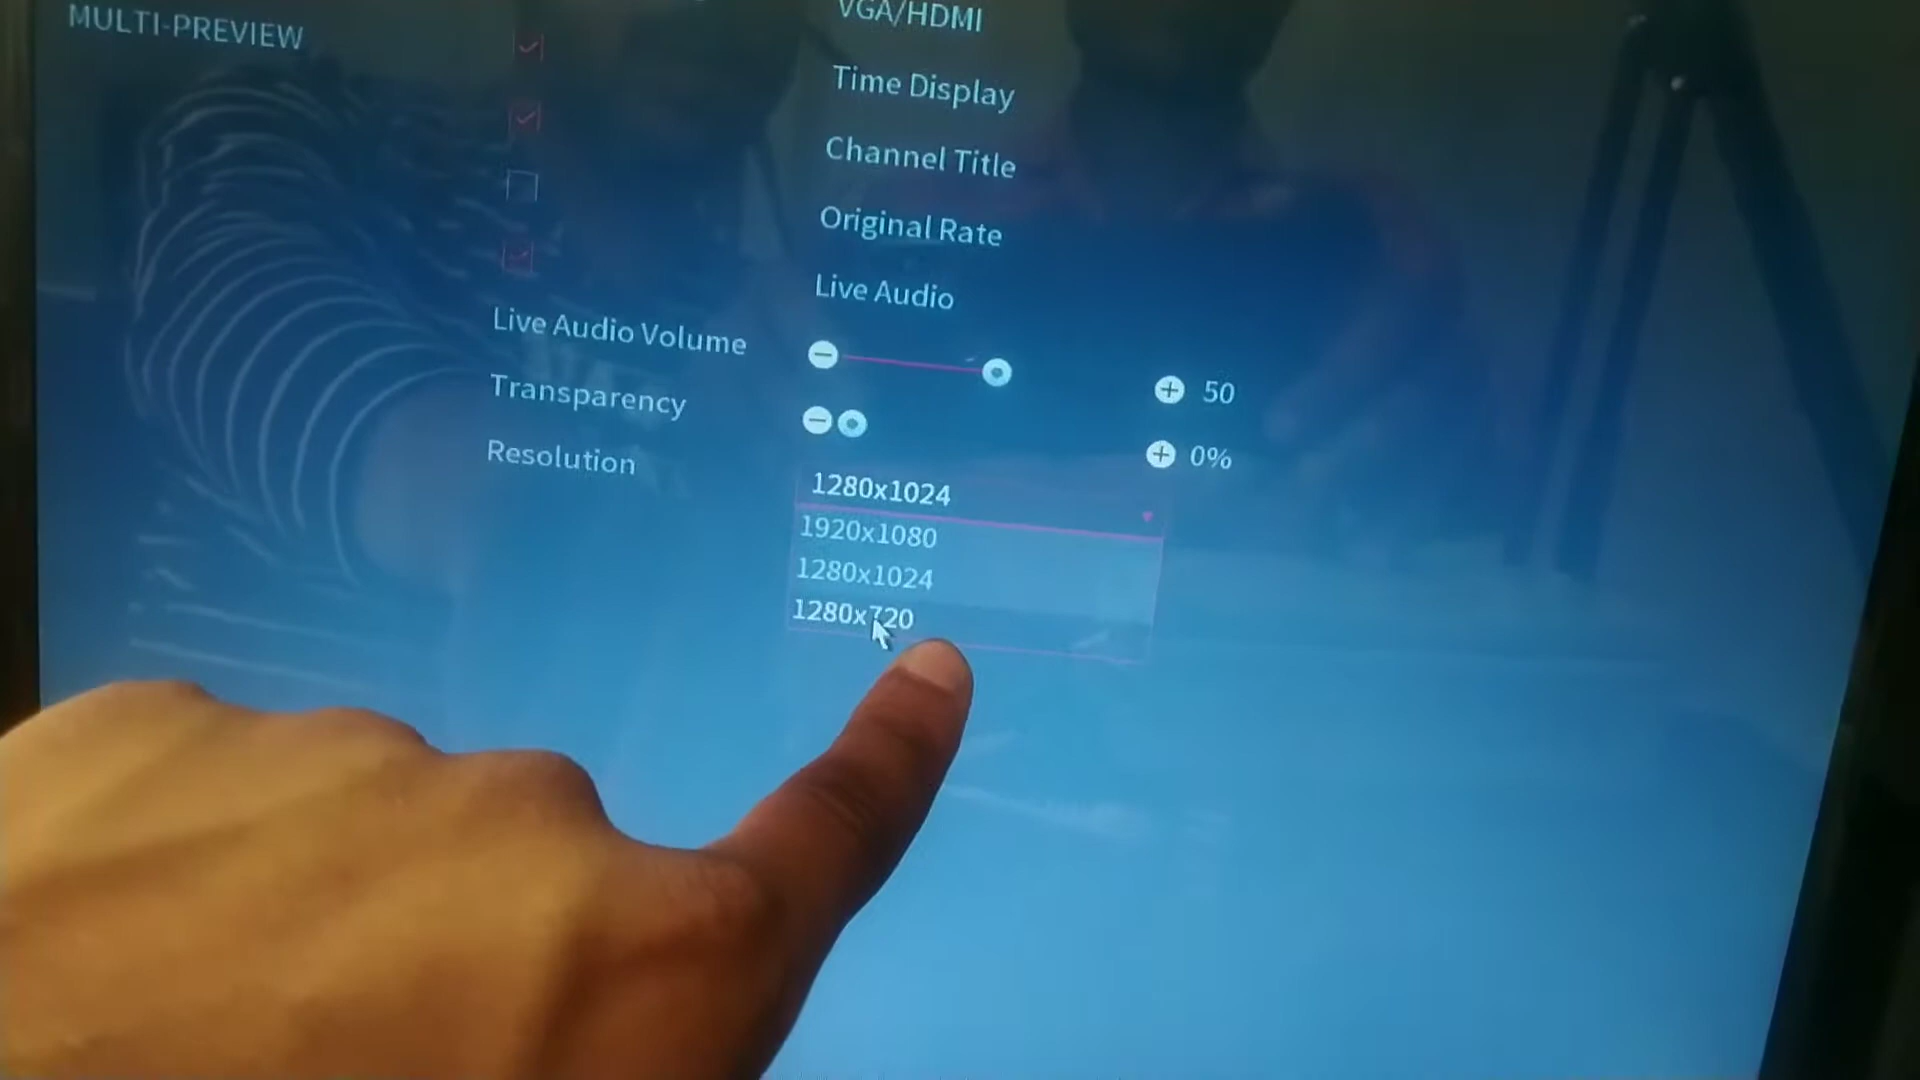 MULTI-PREVIEW
VGA/HDMI
Time Display
Channel Title
Original Rate
Live Audio
Live Audio Volume
50
Transparency
0%
Resolution
1280x1024
1920x1080
1280x1024
1280x720